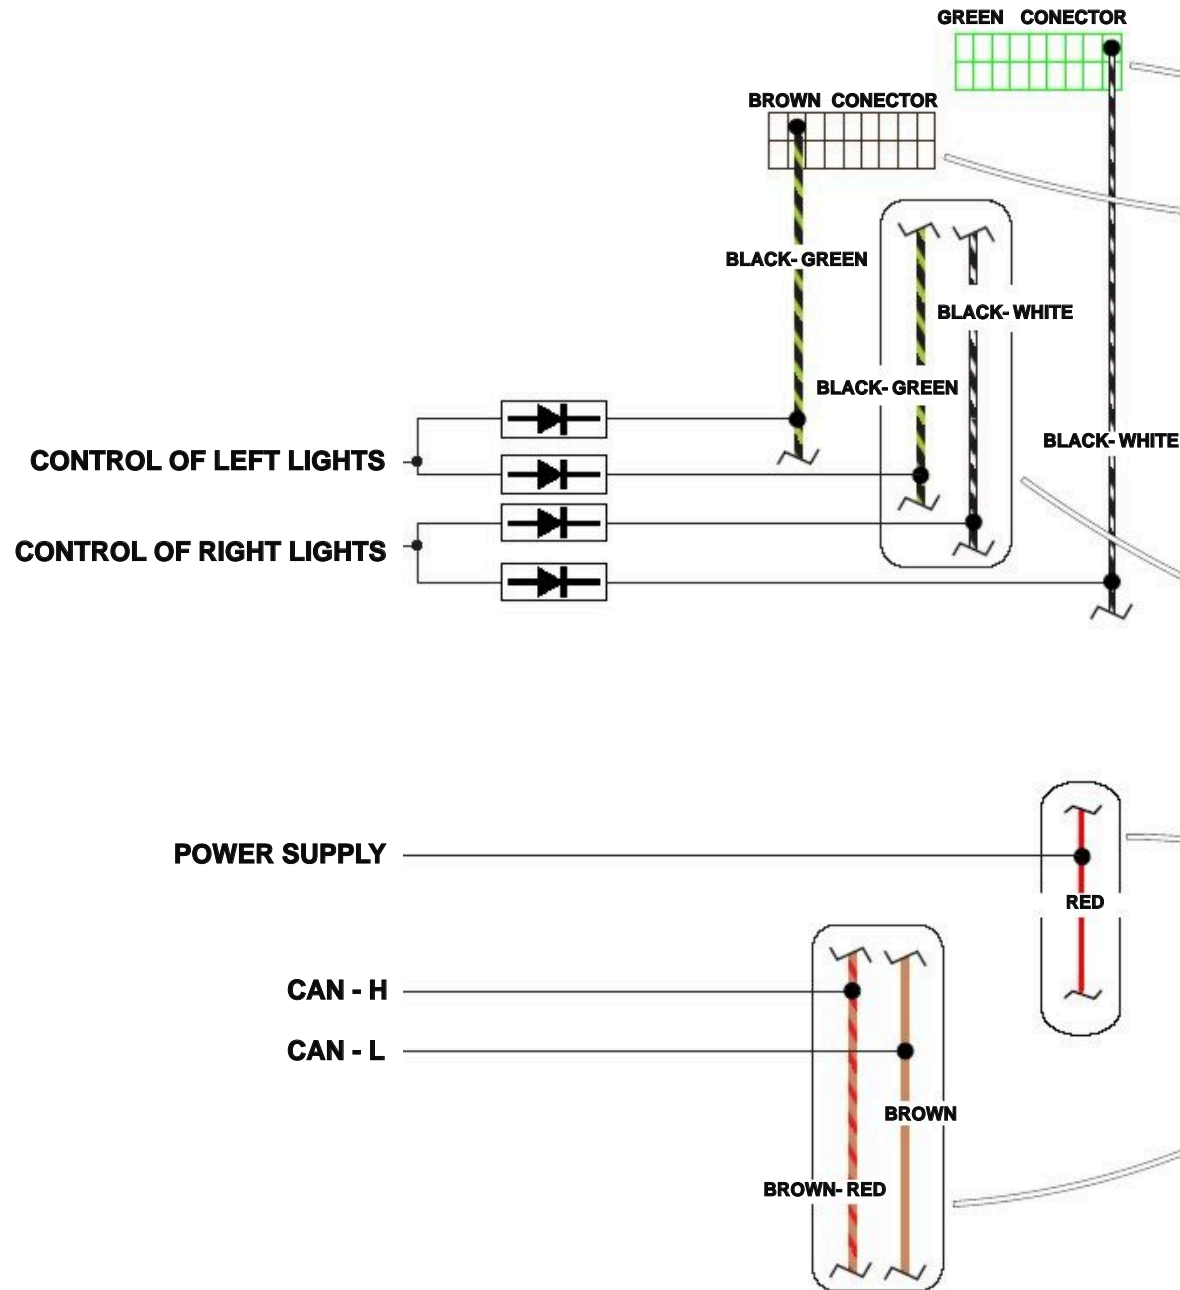 GREEN CONECTOR
BROWN CONECTOR
BLACK- GREEN
BLACK- WHITE
BLACK- GREEN
BLACK- WHITE
CONTROL OF LEFT LIGHTS
CONTROL OF RIGHT LIGHTS
POWER SUPPLY
RED
CAN - H
CAN - L
BROWN
BROWN- RED